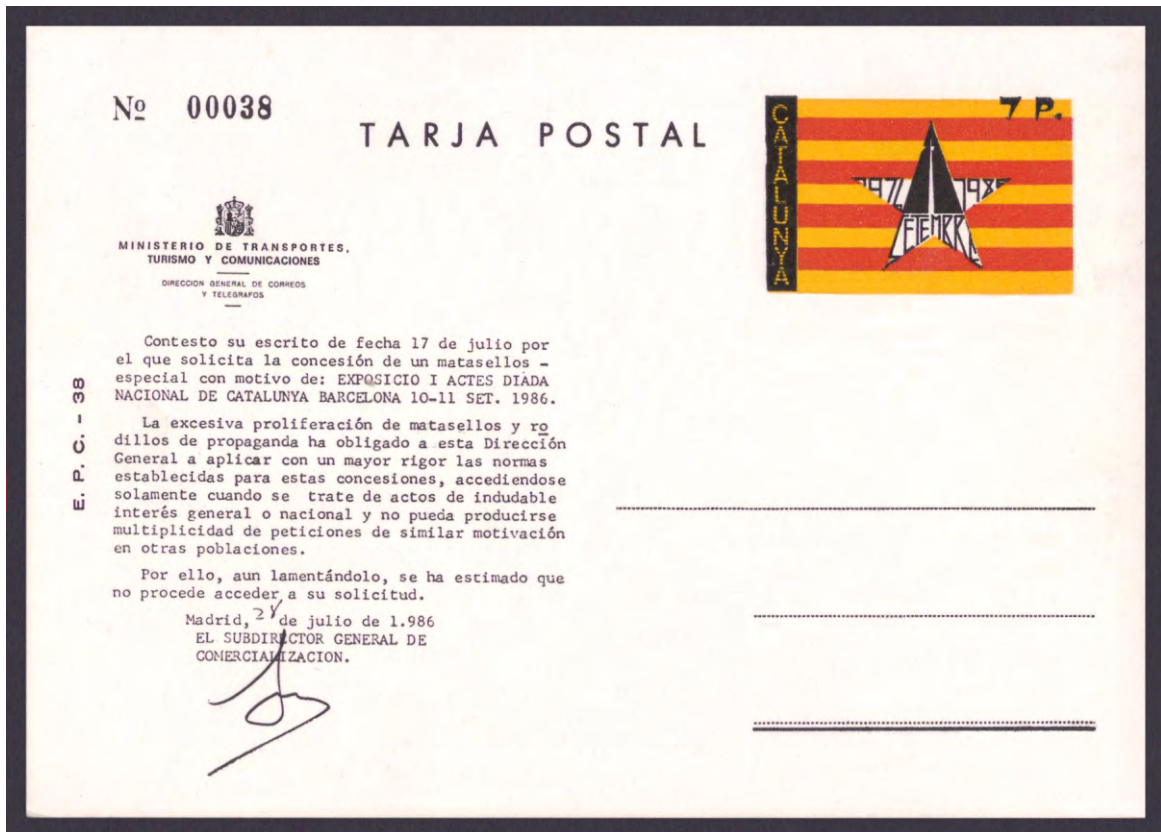 Nº 00038
TARJA POSTAL
7 P.
CATALUNYA
SETEMBRE
MINISTERIO DE TRANSPORTES,
TURISMO Y COMUNICACIONES
DIRECCION GENERAL DE CORREOS
Y TELEGRAFOS
E. P. C. - 38
Contesto su escrito de fecha 17 de julio por
el que solicita la concesión de un matasellos -
especial con motivo de: EXPOSICIO I ACTES DIADA
NACIONAL DE CATALUNYA BARCELONA 10-11 SET. 1986.
La excesiva proliferación de matasellos y ro
dillos de propaganda ha obligado a esta Dirección
General a aplicar con un mayor rigor las normas
establecidas para estas concesiones, accediendose
solamente cuando se trate de actos de indudable
interés general o nacional y no pueda producirse
multiplicidad de peticiones de similar motivación
en otras poblaciones.
Por ello, aun lamentándolo, se ha estimado que
no procede acceder a su solicitud.
Madrid, de julio de 1.986
EL SUBDIRECTOR GENERAL DE
COMERCIALIZACION.